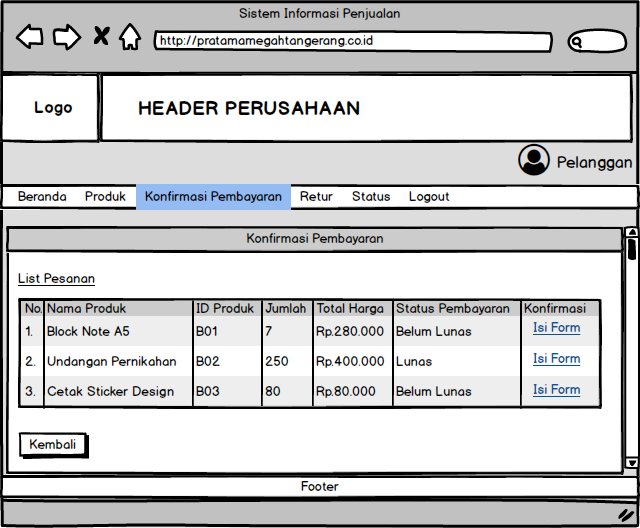 Sistem Informasi Penjualan
http://pratamamegahtangerang.co.id
Logo
HEADER PERUSAHAAN
Pelanggan
Beranda Produk Konfirmasi Pembayaran Retur Status Logout
Konfirmasi Pembayaran
List Pesanan
No. Nama Produk ID Produk Jumlah Total Harga Status Pembayaran Konfirmasi
1. Block Note A5 B01 7 Rp.280.000 Belum Lunas Isi Form
2. Undangan Pernikahan B02 250 Rp.400.000 Lunas Isi Form
3. Cetak Sticker Design B03 80 Rp.80.000 Belum Lunas Isi Form
Kembali
Footer